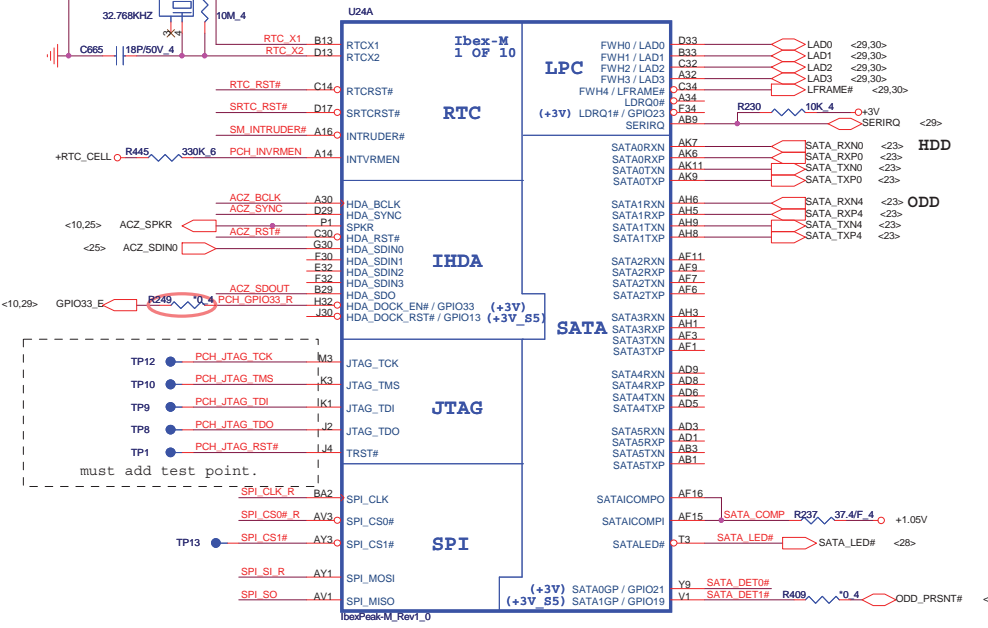 U24A
32.768KHZ
3 4
10M_4
C665 18P/50V_4
RTC_X1 B13 RTCX1
RTC_X2 D13 RTCX2
RTC_RST# C14 RTCRST#
SRTC_RST# D17 SRTCRST#
SM_INTRUDER# A16 INTRUDER#
+RTC_CELL R445 330K_6 PCH_INVRMEN A14 INTVRMEN
RTC
Ibex-M
1 OF 10
LPC
D33 FWH0 / LAD0 LAD0 <29,30>
B33 FWH1 / LAD1 LAD1 <29,30>
C32 FWH2 / LAD2 LAD2 <29,30>
A32 FWH3 / LAD3 LAD3 <29,30>
C34 FWH4 / LFRAME# LFRAME# <29,30>
A34 LDRQ0#
F34 (+3V) LDRQ1# / GPIO23
AB9 SERIRQ
R230 10K_4 +3V
SERIRQ <29>
ACZ_BCLK A30 HDA_BCLK
ACZ_SYNC D29 HDA_SYNC
<10,25> ACZ_SPKR P1 SPKR
ACZ_RST# C30 HDA_RST#
<25> ACZ_SDIN0 G30 HDA_SDIN0
F30 HDA_SDIN1
E32 HDA_SDIN2
F32 HDA_SDIN3
ACZ_SDOUT B29 HDA_SDO
<10,29> GPIO33_E R249 *0_4 PCH_GPIO33_R H32 HDA_DOCK_EN# / GPIO33 (+3V)
J30 HDA_DOCK_RST# / GPIO13 (+3V_S5)
IHDA
SATA
SATA0RXN AK7 SATA_RXN0 <23> HDD
SATA0RXP AK6 SATA_RXP0 <23>
SATA0TXN AK11 SATA_TXN0 <23>
SATA0TXP AK9 SATA_TXP0 <23>
SATA1RXN AH6 SATA_RXN4 <23> ODD
SATA1RXP AH5 SATA_RXP4 <23>
SATA1TXN AH9 SATA_TXN4 <23>
SATA1TXP AH8 SATA_TXP4 <23>
SATA2RXN AF11
SATA2RXP AF9
SATA2TXN AF7
SATA2TXP AF6
SATA3RXN AH3
SATA3RXP AH1
SATA3TXN AF3
SATA3TXP AF1
SATA4RXN AD9
SATA4RXP AD8
SATA4TXN AD6
SATA4TXP AD5
SATA5RXN AD3
SATA5RXP AD1
SATA5TXN AB3
SATA5TXP AB1
TP12 PCH_JTAG_TCK M3 JTAG_TCK
TP10 PCH_JTAG_TMS K3 JTAG_TMS
TP9 PCH_JTAG_TDI K1 JTAG_TDI
TP8 PCH_JTAG_TDO J2 JTAG_TDO
TP1 PCH_JTAG_RST# J4 TRST#
JTAG
must add test point.
SPI_CLK_R BA2 SPI_CLK
SPI_CS0#_R AV3 SPI_CS0#
TP13 SPI_CS1# AY3 SPI_CS1#
SPI_SI_R AY1 SPI_MOSI
SPI_SO AV1 SPI_MISO
SPI
SATAICOMPO AF16
SATAICOMPI AF15 SATA_COMP R237 37.4/F_4 +1.05V
SATALED# T3 SATA_LED# SATA_LED# <28>
(+3V) SATA0GP / GPIO21 Y9 SATA_DET0#
(+3V_S5) SATA1GP / GPIO19 V1 SATA_DET1# R409 *0_4 ODD_PRSNT# <
IbexPeak-M_Rev1_0